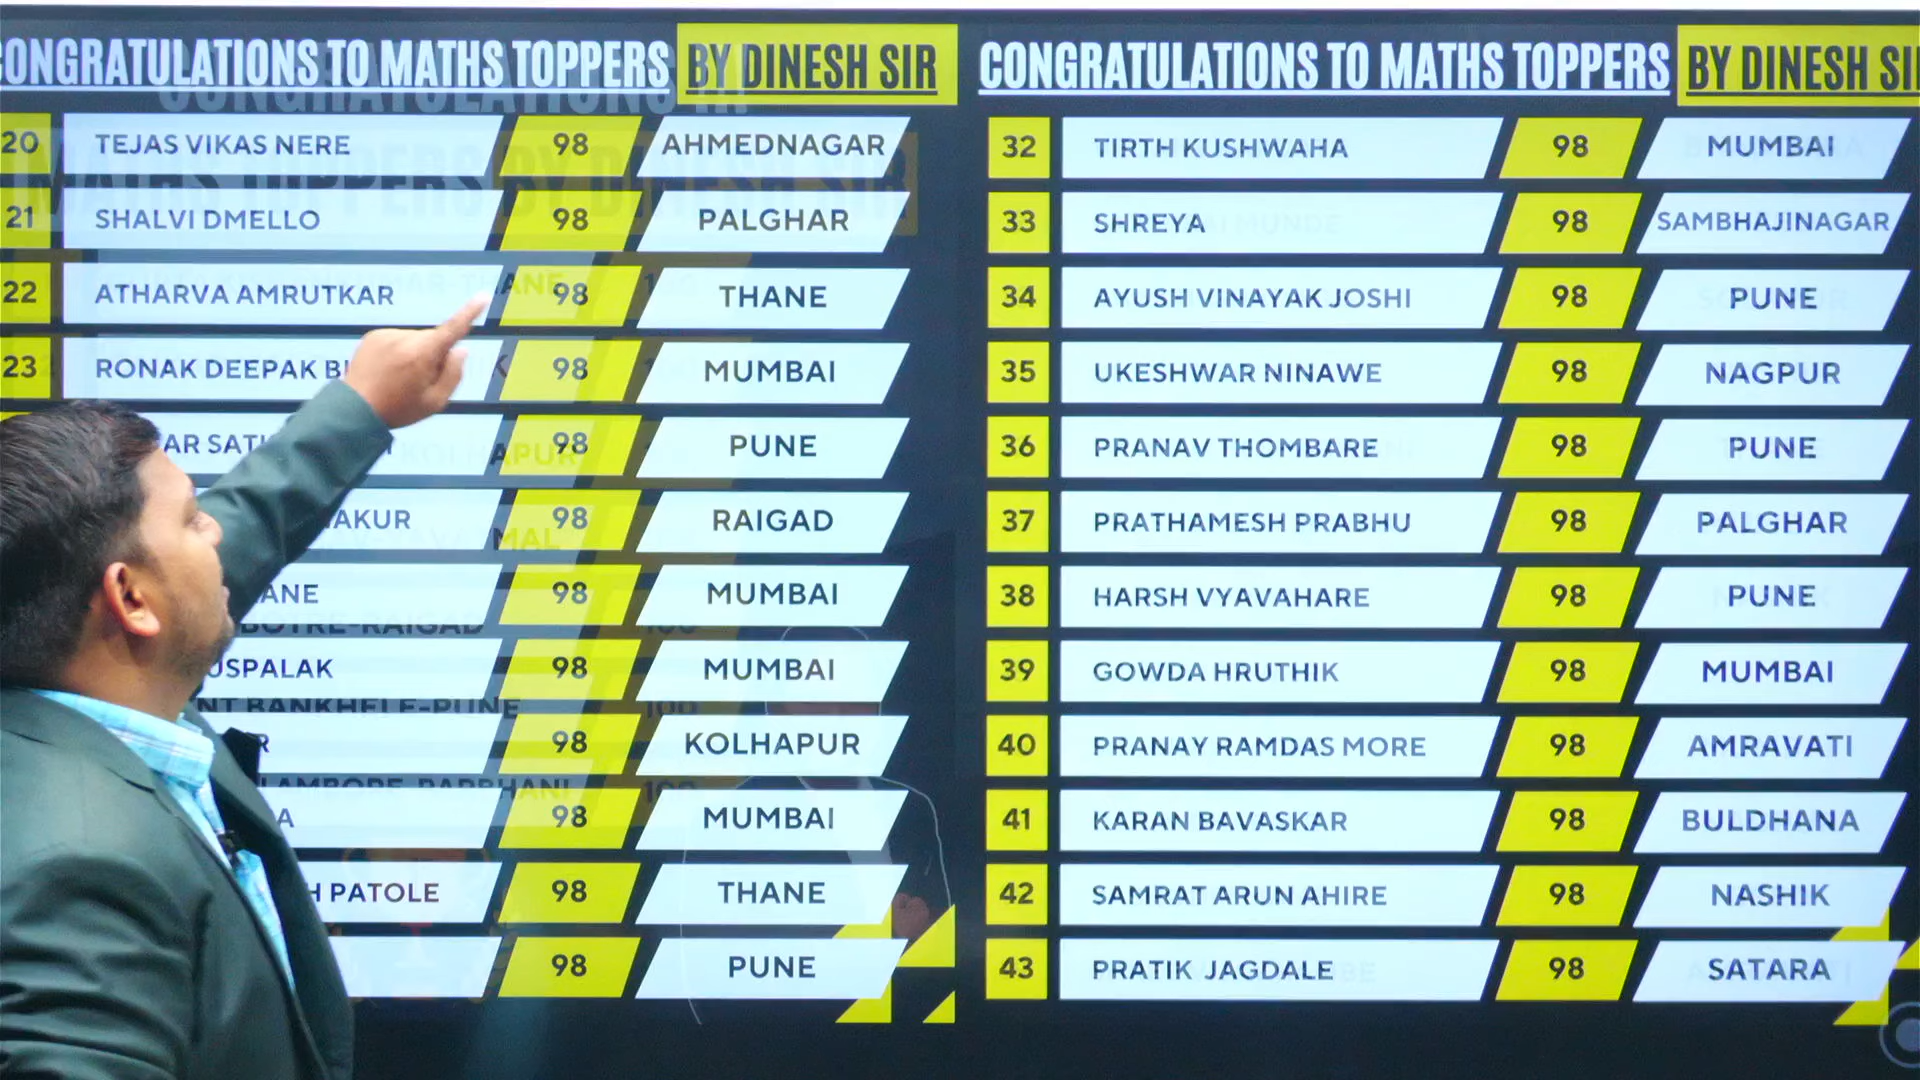 CONGRATULATIONS TO MATHS TOPPERS BY DINESH SIR
20 TEJAS VIKAS NERE 98 AHMEDNAGAR
21 SHALVI DMELLO 98 PALGHAR
22 ATHARVA AMRUTKAR 98 THANE
23 RONAK DEEPAK 98 MUMBAI
98 PUNE
98 RAIGAD
98 MUMBAI
98 MUMBAI
98 KOLHAPUR
98 MUMBAI
PATOLE 98 THANE
98 PUNE
CONGRATULATIONS TO MATHS TOPPERS BY DINESH
32 TIRTH KUSHWAHA 98 MUMBAI
33 SHREYA 98 SAMBHAJINAGAR
34 AYUSH VINAYAK JOSHI 98 PUNE
35 UKESHWAR NINAWE 98 NAGPUR
36 PRANAV THOMBARE 98 PUNE
37 PRATHAMESH PRABHU 98 PALGHAR
38 HARSH VYAVAHARE 98 PUNE
39 GOWDA HRUTHIK 98 MUMBAI
40 PRANAY RAMDAS MORE 98 AMRAVATI
41 KARAN BAVASKAR 98 BULDHANA
42 SAMRAT ARUN AHIRE 98 NASHIK
43 PRATIK JAGDALE 98 SATARA